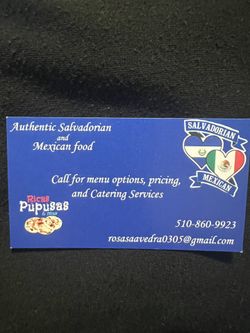 Authentic Salvadorian
and
Mexican food
SALVADORIAN
MEXICAN
Call for menu options, pricing,
and Catering Services
Ricas
Pupusas
& Mas
510-860-9923
rosasaavedra0305@gmail.com